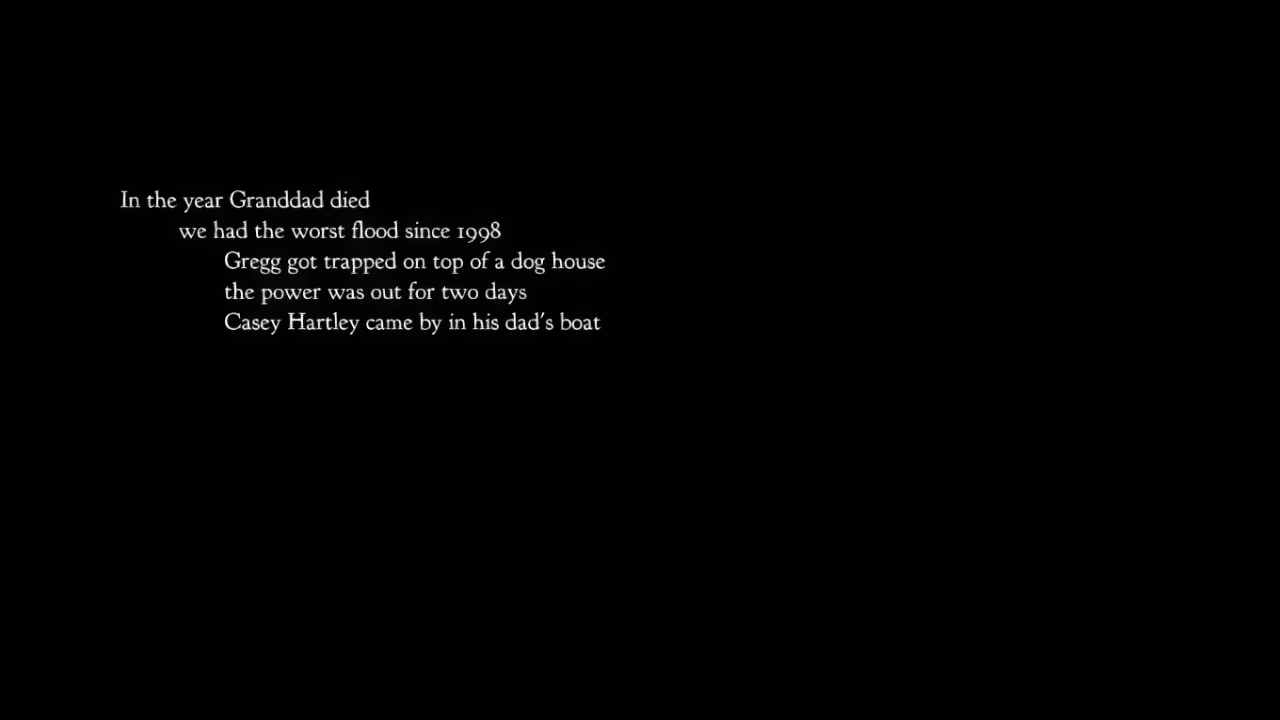 In the year Granddad died
we had the worst flood since 1998
Gregg got trapped on top of a dog house
the power was out for two days
Casey Hartley came by in his dad's boat